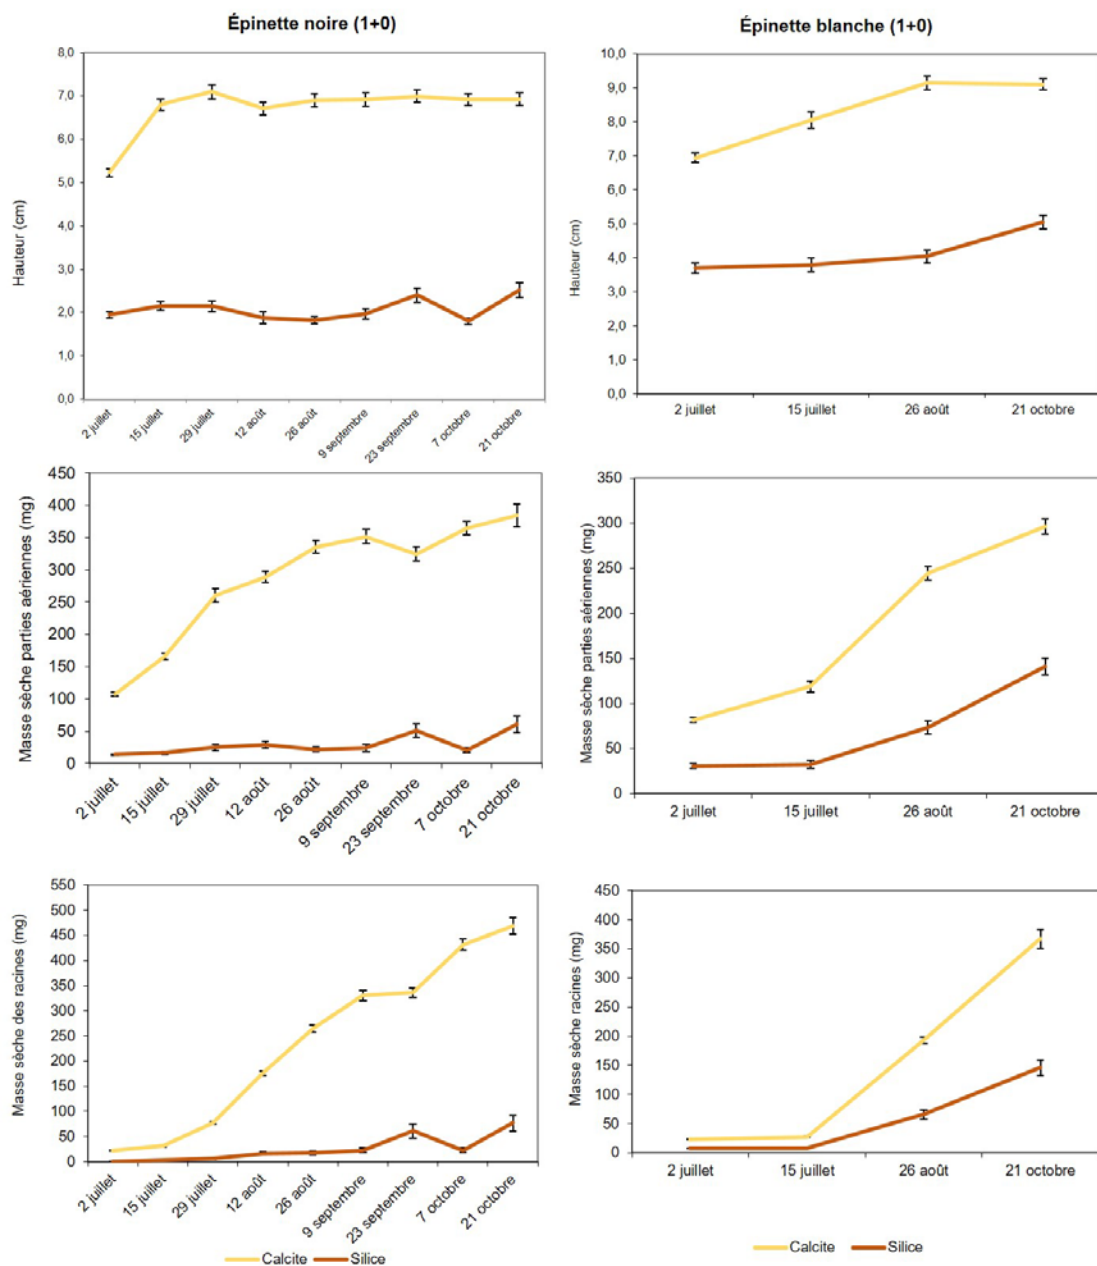 Épinette noire (1+0)
Hauteur (cm)
8,0
7,0
6,0
5,0
4,0
3,0
2,0
1,0
0,0
2 juillet
15 juillet
29 juillet
12 août
26 août
9 septembre
23 septembre
7 octobre
21 octobre
Épinette blanche (1+0)
Hauteur (cm)
10,0
9,0
8,0
7,0
6,0
5,0
4,0
3,0
2,0
1,0
0,0
2 juillet
15 juillet
26 août
21 octobre
Masse sèche parties aériennes (mg)
450
400
350
300
250
200
150
100
50
0
2 juillet
15 juillet
29 juillet
12 août
26 août
9 septembre
23 septembre
7 octobre
21 octobre
Masse sèche parties aériennes (mg)
350
300
250
200
150
100
50
0
2 juillet
15 juillet
26 août
21 octobre
Masse sèche des racines (mg)
550
500
450
400
350
300
250
200
150
100
50
0
2 juillet
15 juillet
29 juillet
12 août
26 août
9 septembre
23 septembre
7 octobre
21 octobre
Calcite Silice
Masse sèche racines (mg)
450
400
350
300
250
200
150
100
50
0
2 juillet
15 juillet
26 août
21 octobre
Calcite Silice